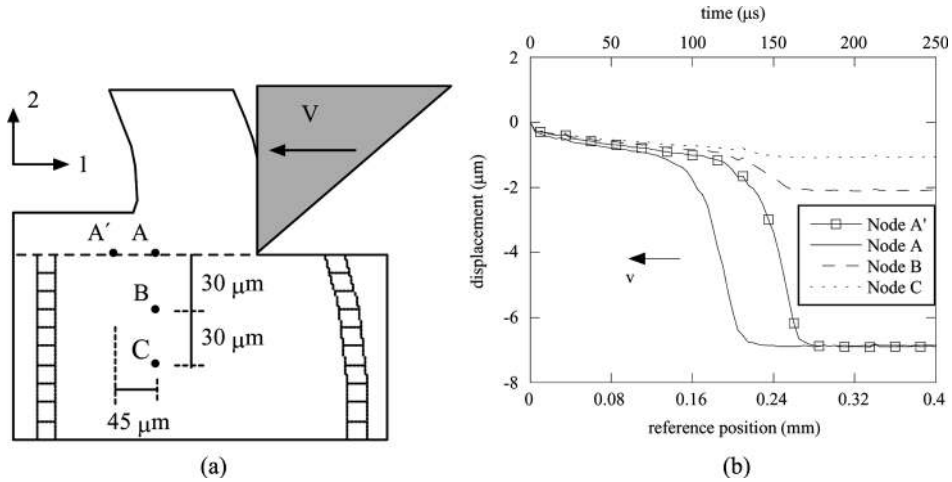 2
1
V
A′ A
B
C
30 μm
30 μm
45 μm
(a)
time (μs)
0 50 100 150 200 250
2
0
-2
-4
-6
-8
displacement (μm)
v
Node A'
Node A
Node B
Node C
0 0.08 0.16 0.24 0.32 0.4
reference position (mm)
(b)